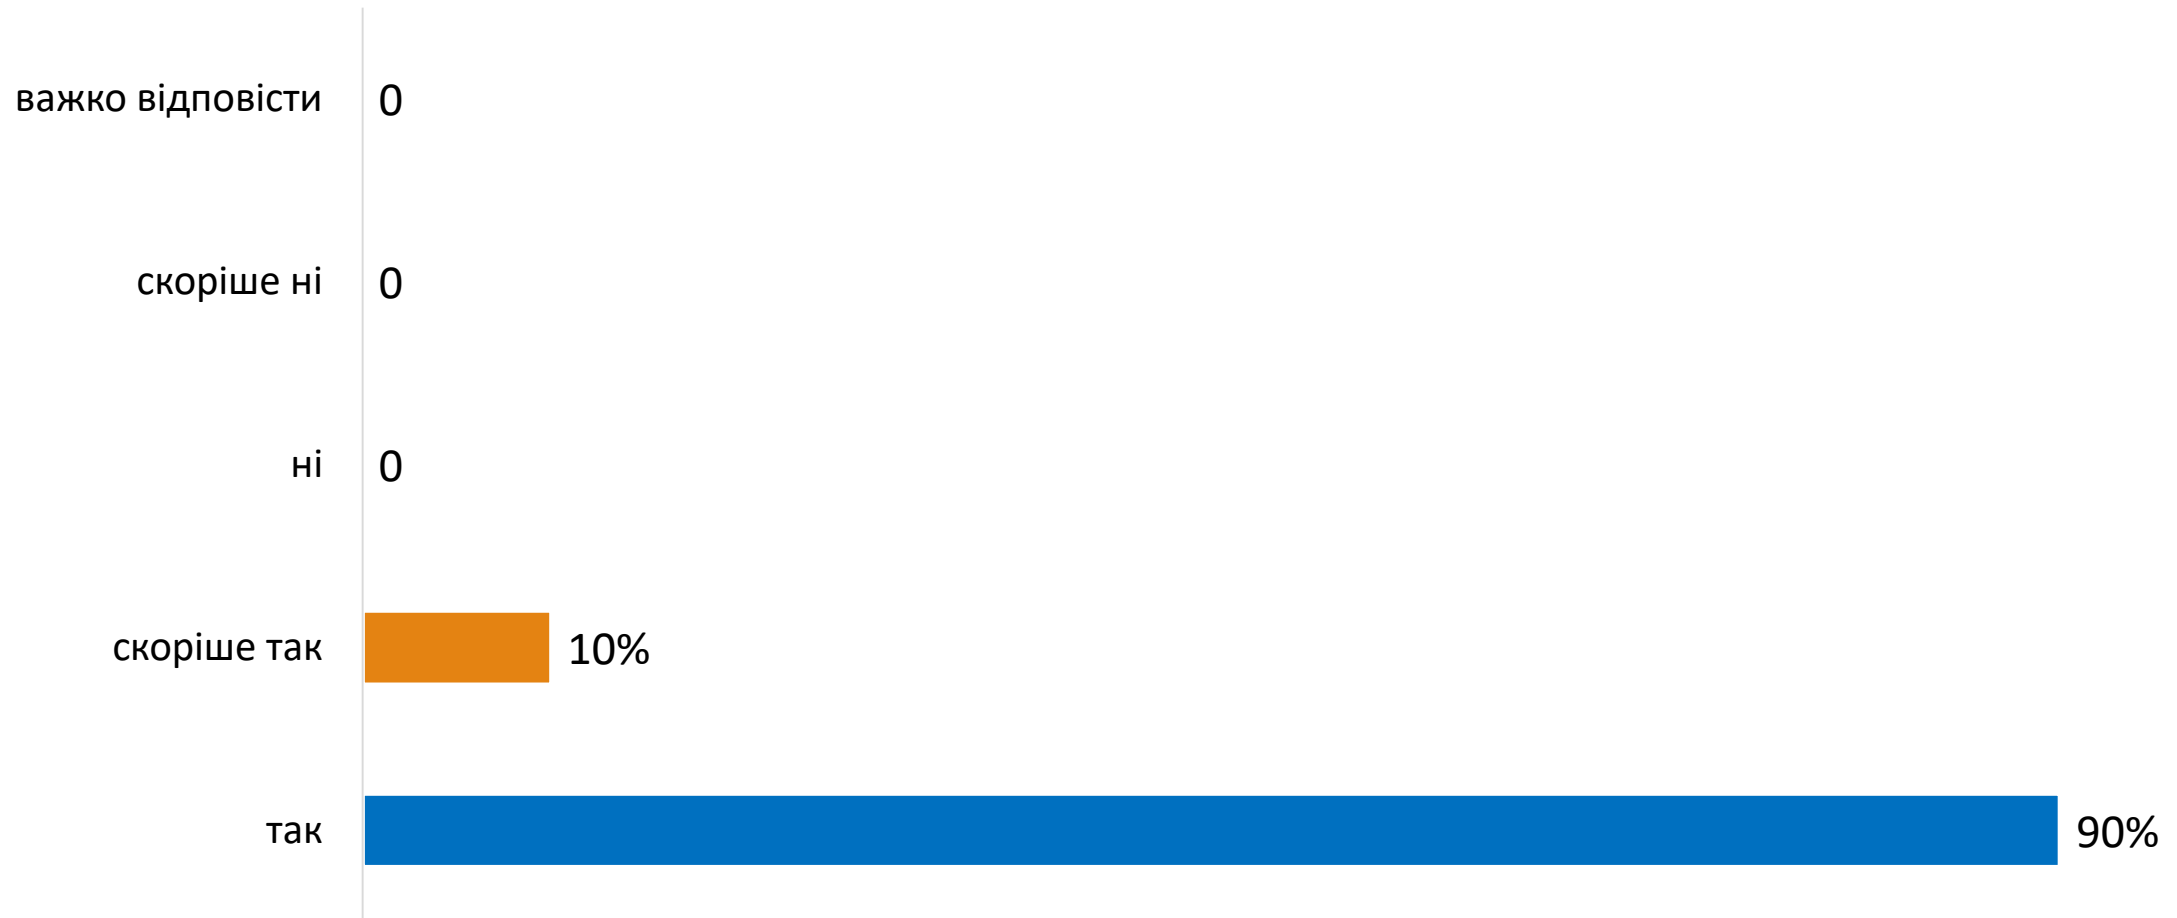 важко відповісти 0
скоріше ні 0
ні 0
скоріше так 10%
так 90%